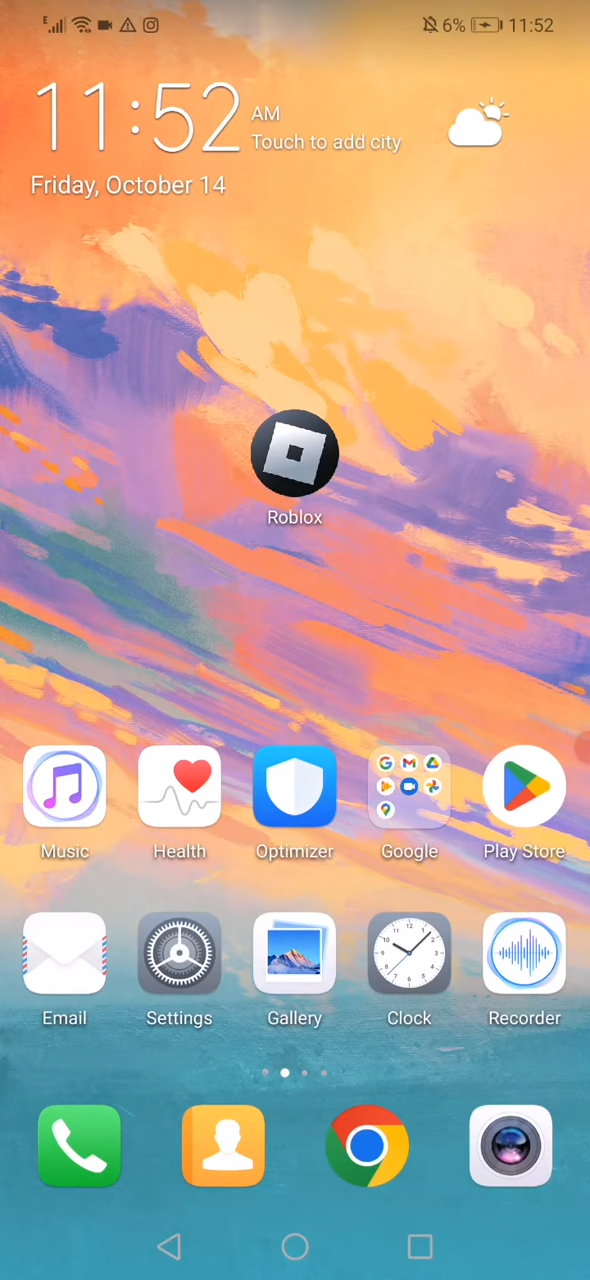 E 6% 11:52
11:52 AM
Touch to add city
Friday, October 14
Roblox
Music Health Optimizer Google Play Store
Email Settings Gallery Clock Recorder